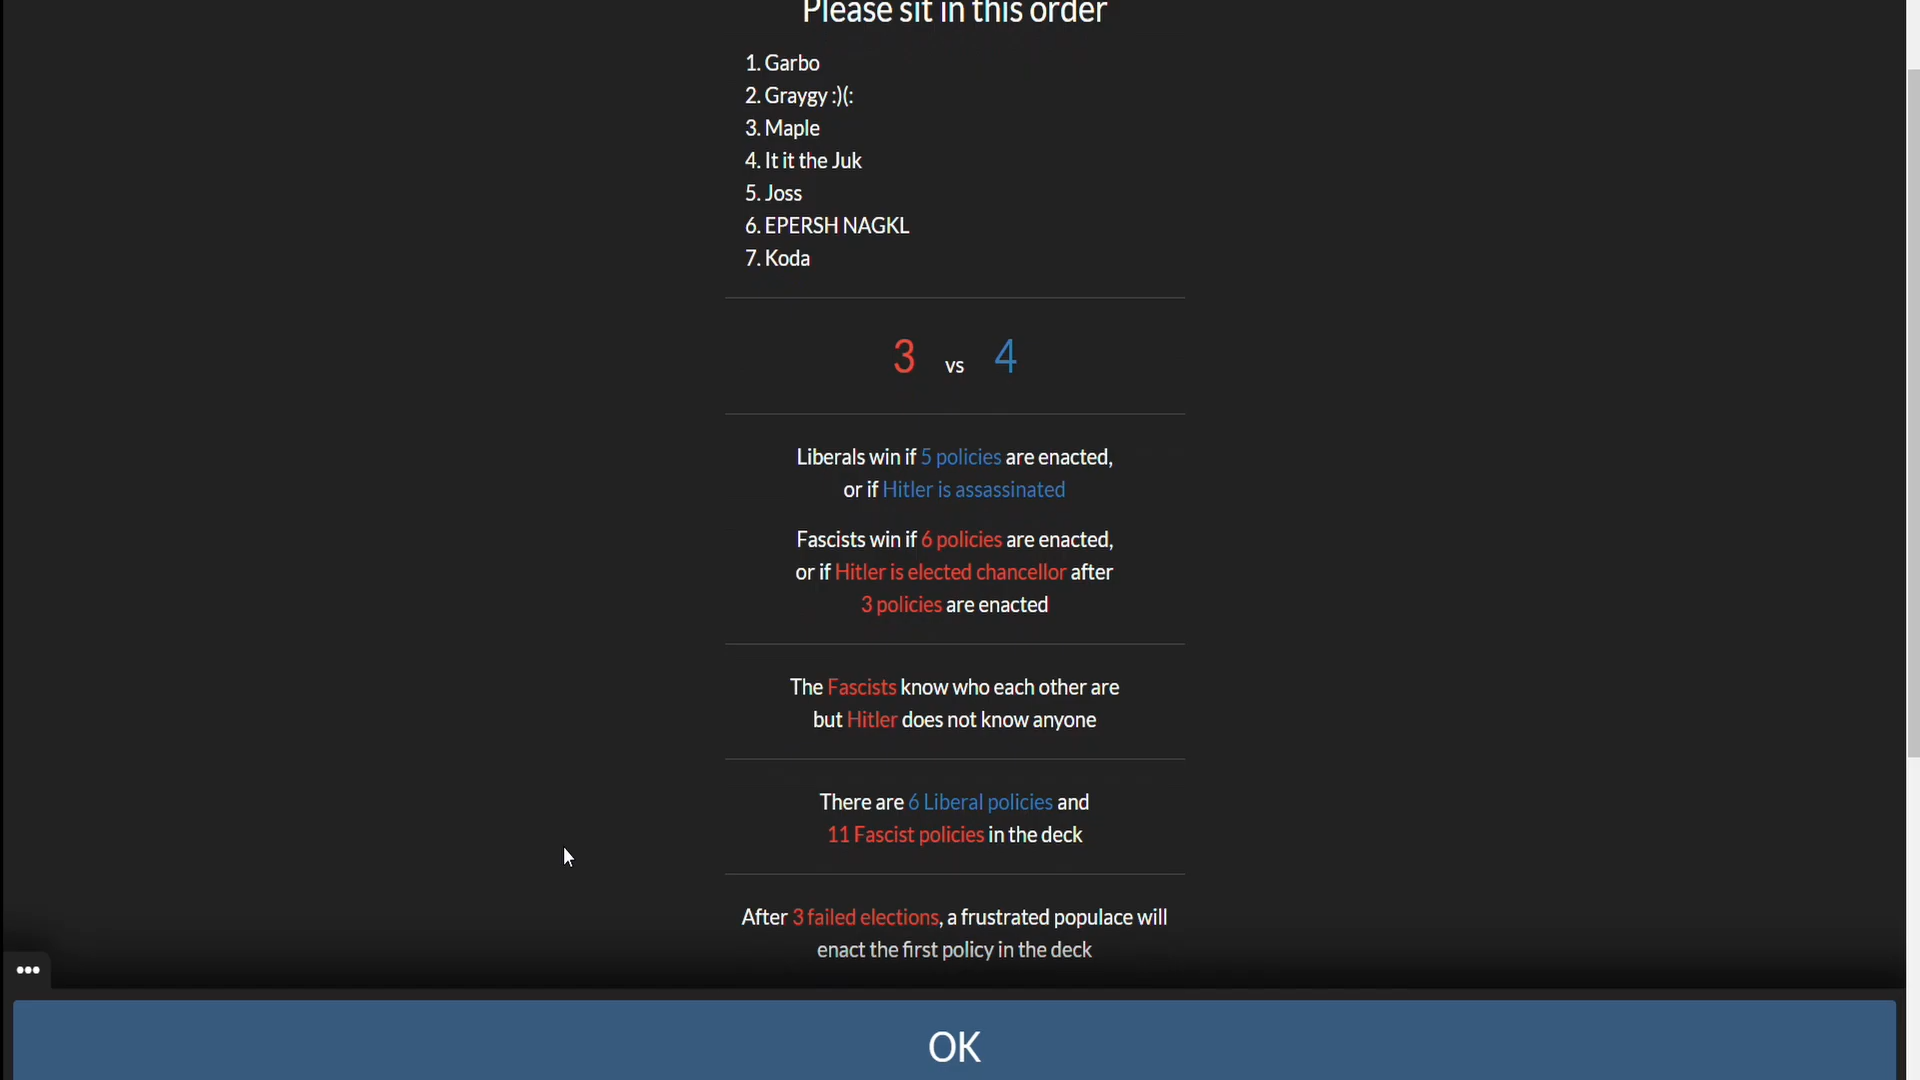 Please sit in this order
1. Garbo
2. Graygy :)(:
3. Maple
4. It it the Juk
5. Joss
6. EPERSH NAGKL
7. Koda
3 vs 4
Liberals win if 5 policies are enacted,
or if Hitler is assassinated
Fascists win if 6 policies are enacted,
or if Hitler is elected chancellor after
3 policies are enacted
The Fascists know who each other are
but Hitler does not know anyone
There are 6 Liberal policies and
11 Fascist policies in the deck
After 3 failed elections, a frustrated populace will
enact the first policy in the deck
OK